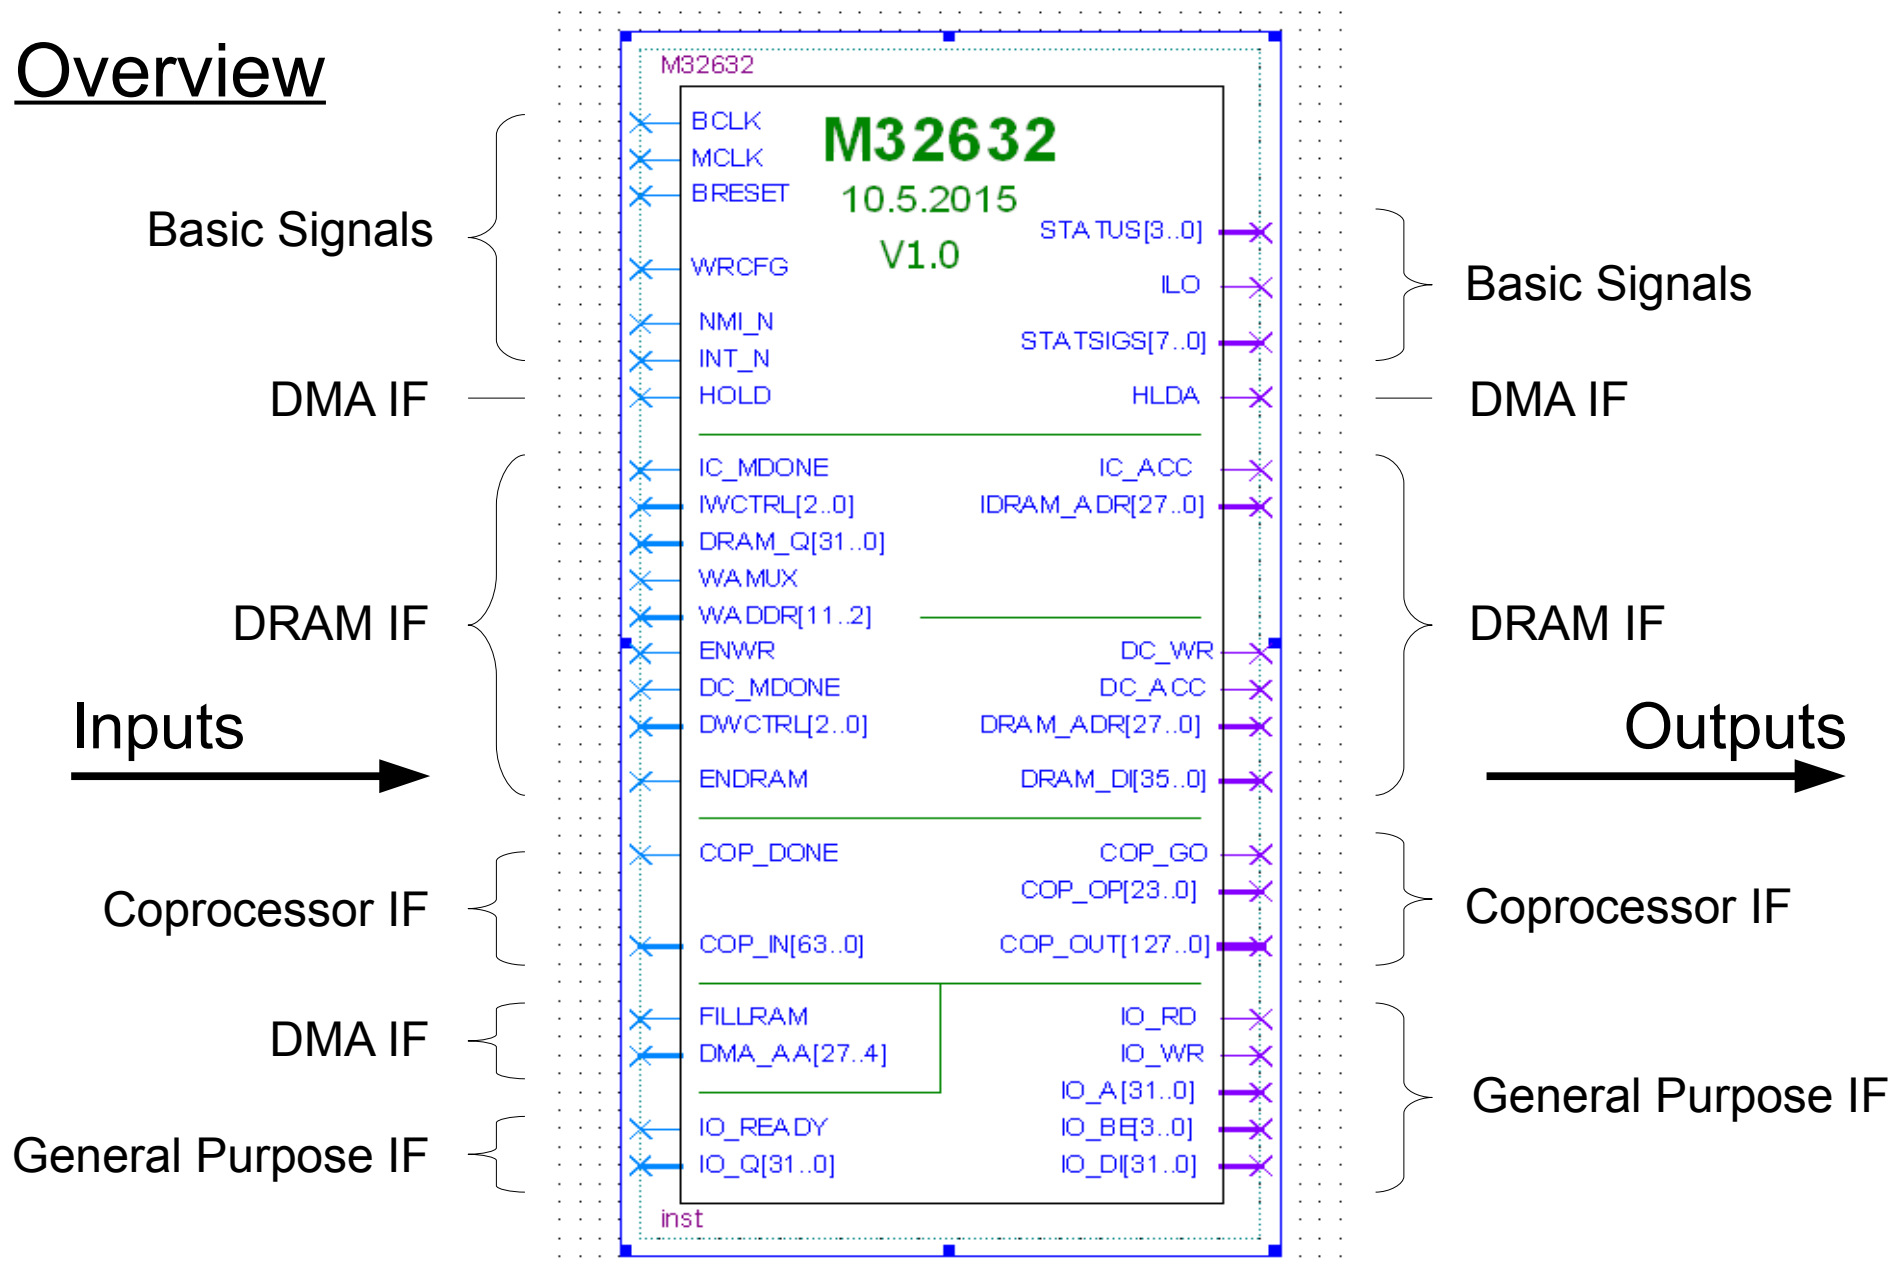 Overview
M32632
M32632
10.5.2015
V1.0
Basic Signals
BCLK
MCLK
BRESET
WRCFG
NMI_N
INT_N
STATUS[3..0]
ILO
STATSIGS[7..0]
Basic Signals
DMA IF
HOLD
HLDA
DMA IF
DRAM IF
IC_MDONE
IWCTRL[2..0]
DRAM_Q[31..0]
WAMUX
WADDR[11..2]
ENWR
DC_MDONE
DWCTRL[2..0]
ENDRAM
IC_ACC
IDRAM_ADR[27..0]
DC_WR
DC_ACC
DRAM_ADR[27..0]
DRAM_DI[35..0]
DRAM IF
Inputs
Outputs
Coprocessor IF
COP_DONE
COP_IN[63..0]
COP_GO
COP_OP[23..0]
COP_OUT[127..0]
Coprocessor IF
DMA IF
FILLRAM
DMA_AA[27..4]
General Purpose IF
IO_READY
IO_Q[31..0]
IO_RD
IO_WR
IO_A[31..0]
IO_BE[3..0]
IO_DI[31..0]
General Purpose IF
inst